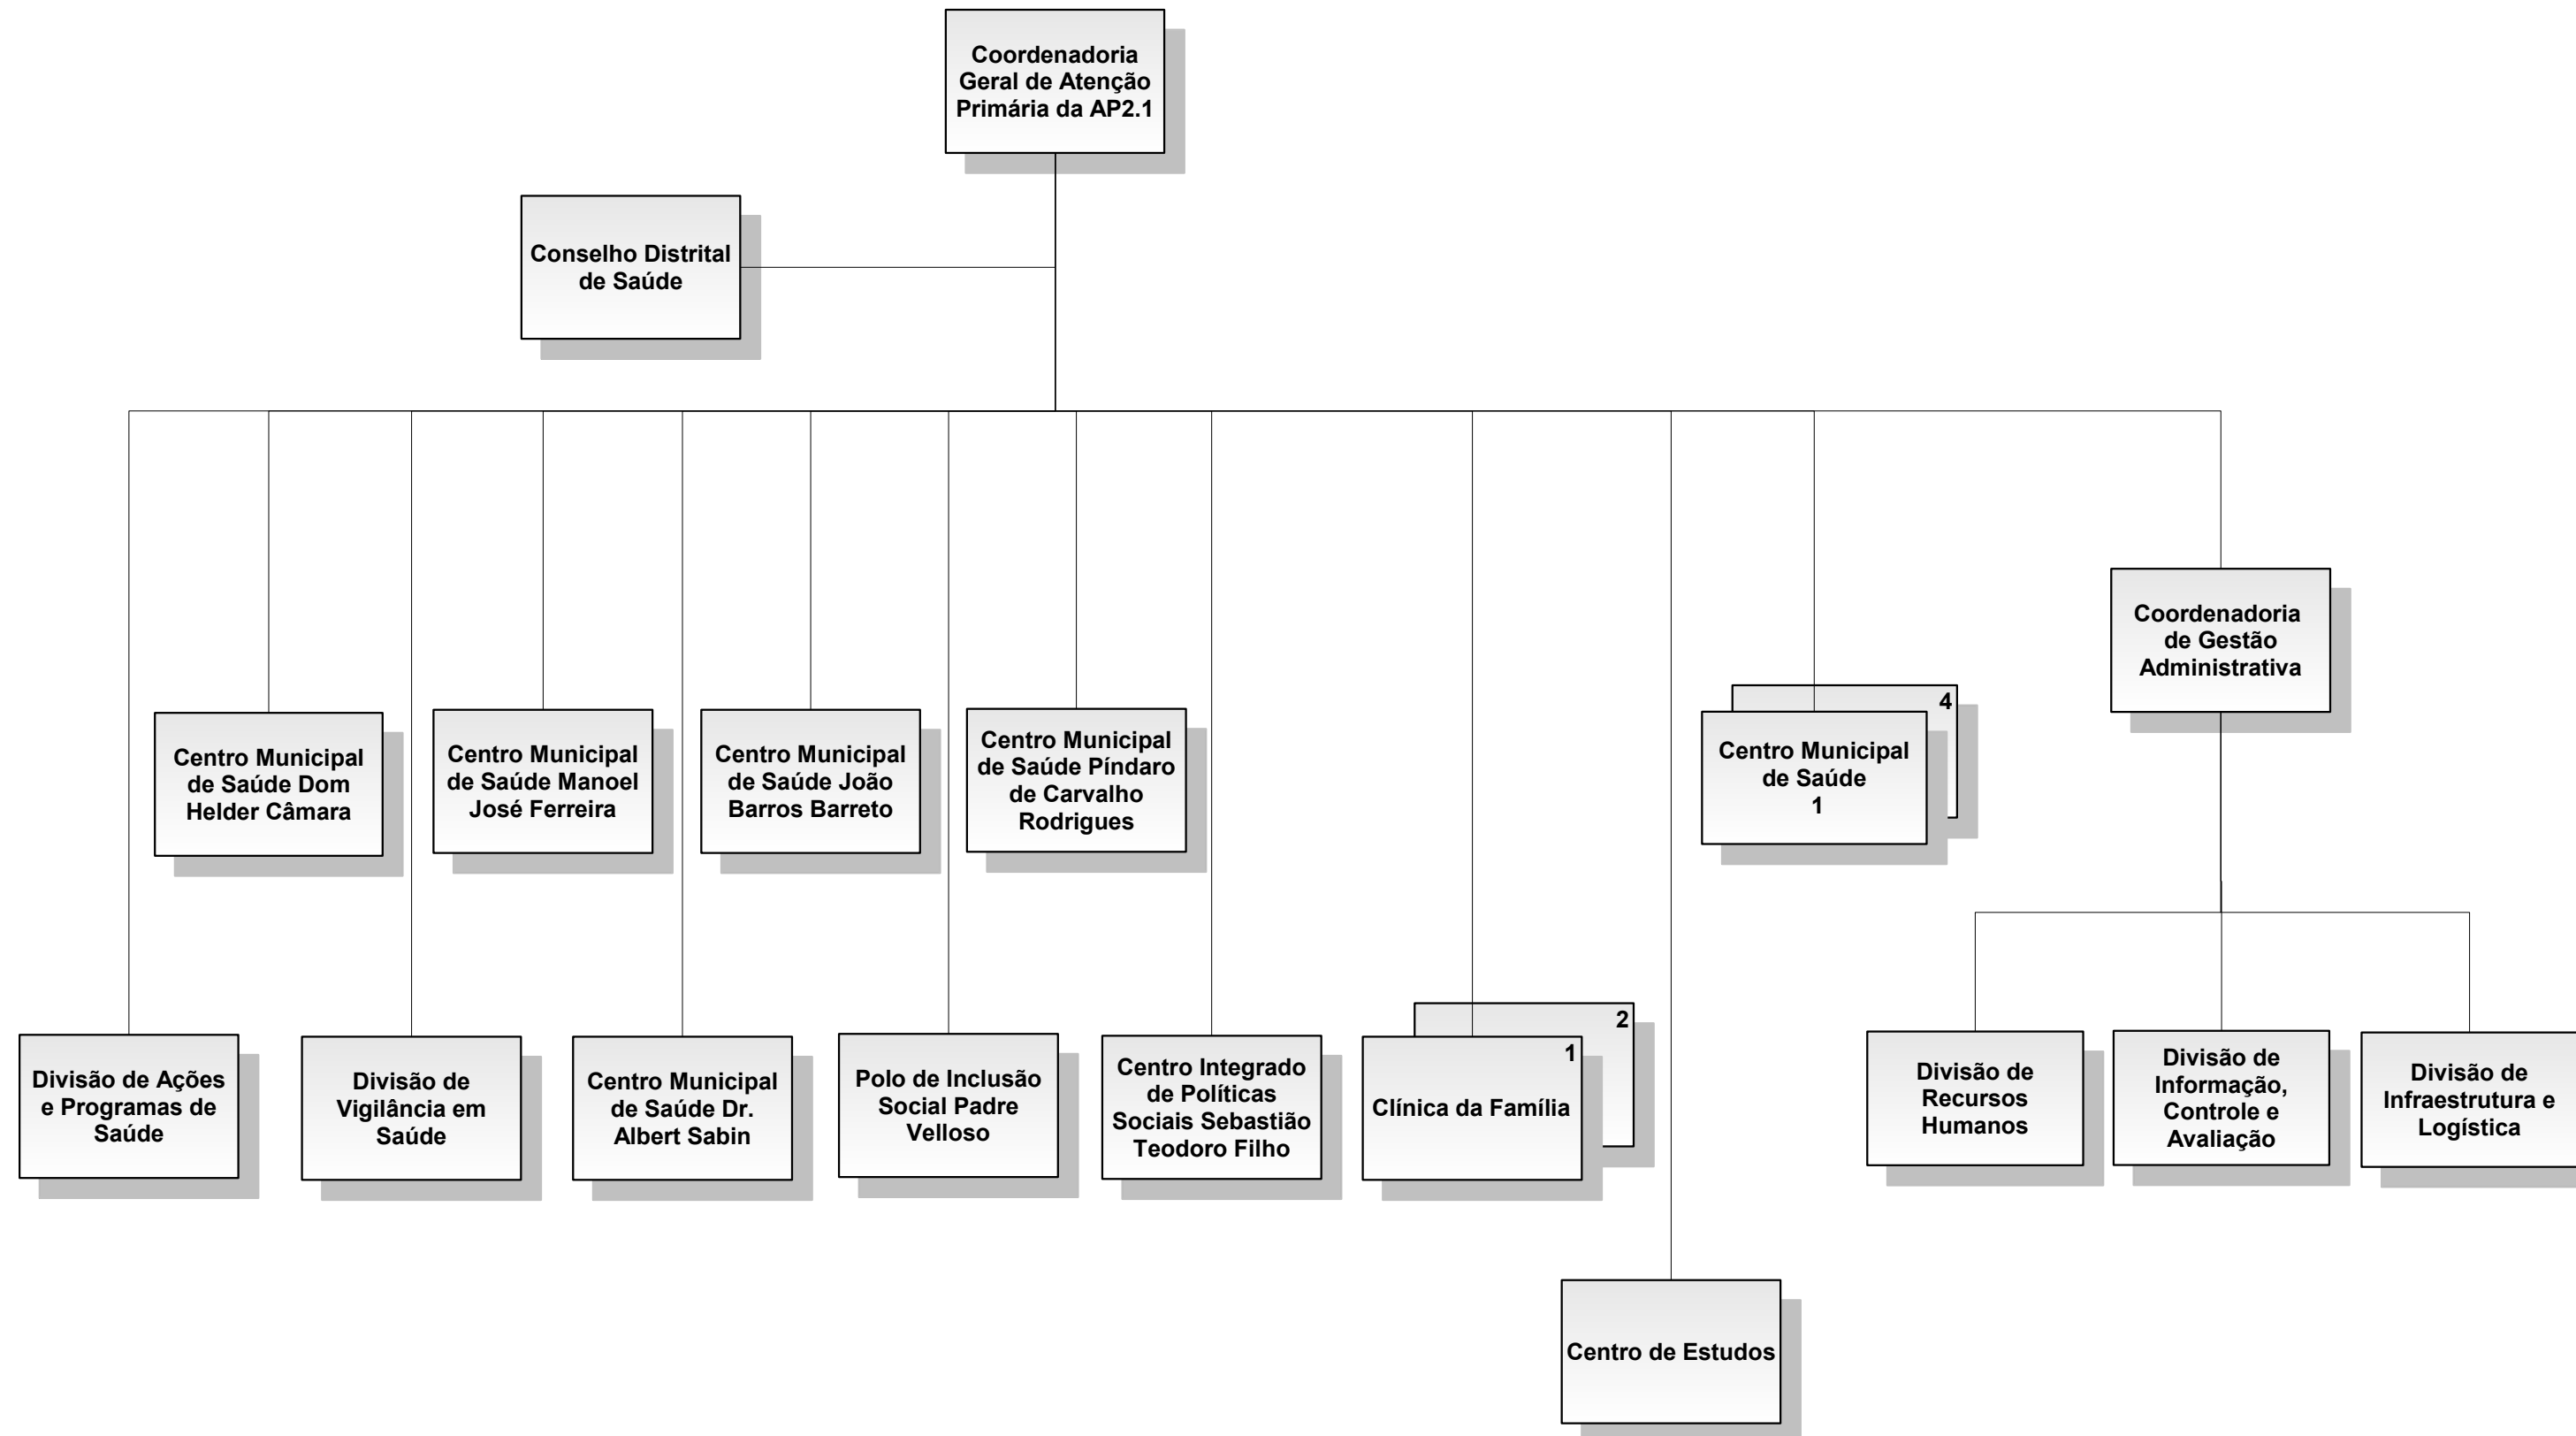 Coordenadoria
Geral de Atenção
Primária da AP2.1
Conselho Distrital
de Saúde
Coordenadoria
de Gestão
Administrativa
Centro Municipal
de Saúde Dom
Helder Câmara
Centro Municipal
de Saúde Manoel
José Ferreira
Centro Municipal
de Saúde João
Barros Barreto
Centro Municipal
de Saúde Píndaro
de Carvalho
Rodrigues
4
Centro Municipal
de Saúde
1
Divisão de Ações
e Programas de
Saúde
Divisão de
Vigilância em
Saúde
Centro Municipal
de Saúde Dr.
Albert Sabin
Polo de Inclusão
Social Padre
Velloso
Centro Integrado
de Políticas
Sociais Sebastião
Teodoro Filho
2
1
Clínica da Família
Divisão de
Recursos
Humanos
Divisão de
Informação,
Controle e
Avaliação
Divisão de
Infraestrutura e
Logística
Centro de Estudos